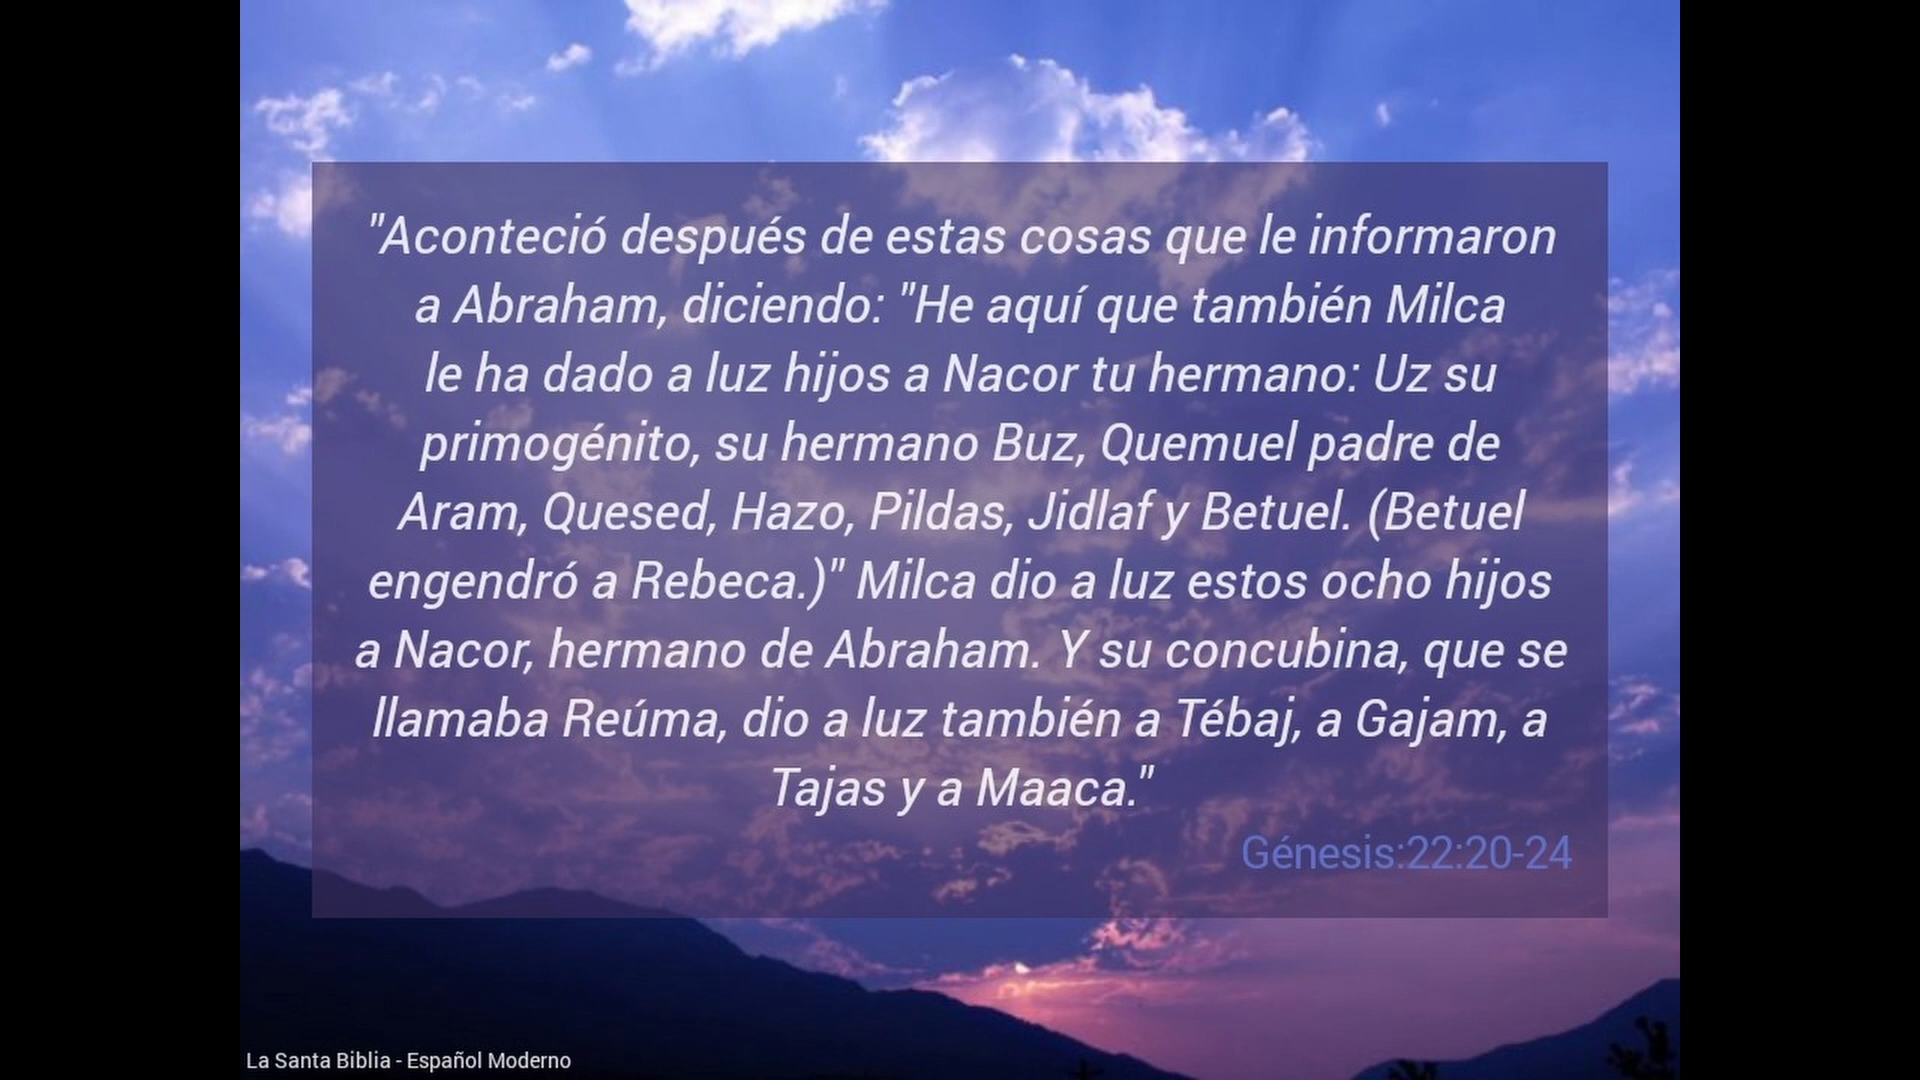 "Aconteció después de estas cosas que le informaron
a Abraham, diciendo: "He aquí que también Milca
le ha dado a luz hijos a Nacor tu hermano: Uz su
primogénito, su hermano Buz, Quemuel padre de
Aram, Quesed, Hazo, Pildas, Jidlaf y Betuel. (Betuel
engendró a Rebeca.)" Milca dio a luz estos ocho hijos
a Nacor, hermano de Abraham. Y su concubina, que se
llamaba Reúma, dio a luz también a Tébaj, a Gajam, a
Tajas y a Maaca."
Génesis:22:20-24
La Santa Biblia - Español Moderno